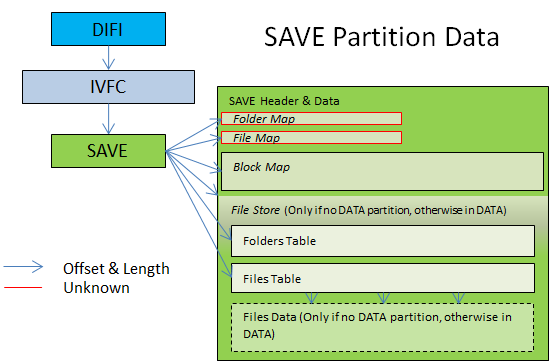 DIFI
SAVE Partition Data
IVFC
SAVE
SAVE Header & Data
Folder Map
File Map
Block Map
File Store (Only if no DATA partition, otherwise in DATA)
Folders Table
Files Table
Files Data (Only if no DATA partition, otherwise in
DATA)
Offset & Length
Unknown